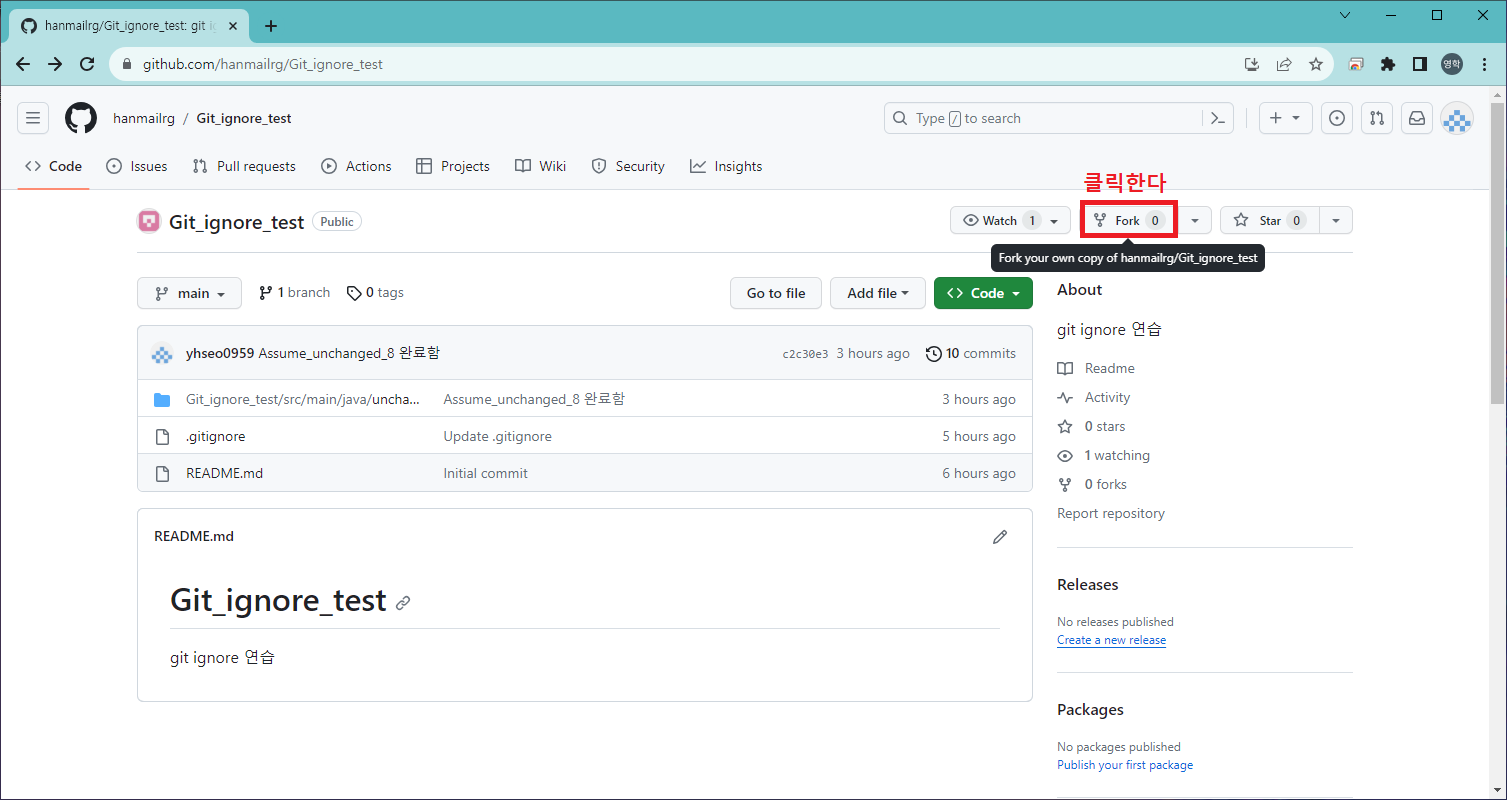 hanmailrg/Git_ignore_test: git ig
github.com/hanmailrg/Git_ignore_test
영학
hanmailrg / Git_ignore_test
Type / to search
Code Issues Pull requests Actions Projects Wiki Security Insights
클릭한다
Git_ignore_test Public
Watch 1 Fork 0 Star 0
Fork your own copy of hanmailrg/Git_ignore_test
main 1 branch 0 tags
Go to file Add file Code
yhseo0959 Assume_unchanged_8 완료함 c2c30e3 3 hours ago 10 commits
Git_ignore_test/src/main/java/uncha... Assume_unchanged_8 완료함 3 hours ago
.gitignore Update .gitignore 5 hours ago
README.md Initial commit 6 hours ago
README.md
Git_ignore_test
git ignore 연습
About
git ignore 연습
Readme
Activity
0 stars
1 watching
0 forks
Report repository
Releases
No releases published
Create a new release
Packages
No packages published
Publish your first package